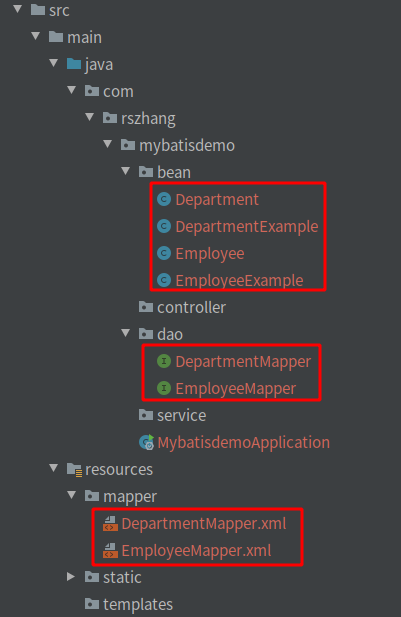 src
main
java
com
rszhang
mybatisdemo
bean
Department
DepartmentExample
Employee
EmployeeExample
controller
dao
DepartmentMapper
EmployeeMapper
service
MybatisdemoApplication
resources
mapper
DepartmentMapper.xml
EmployeeMapper.xml
static
templates